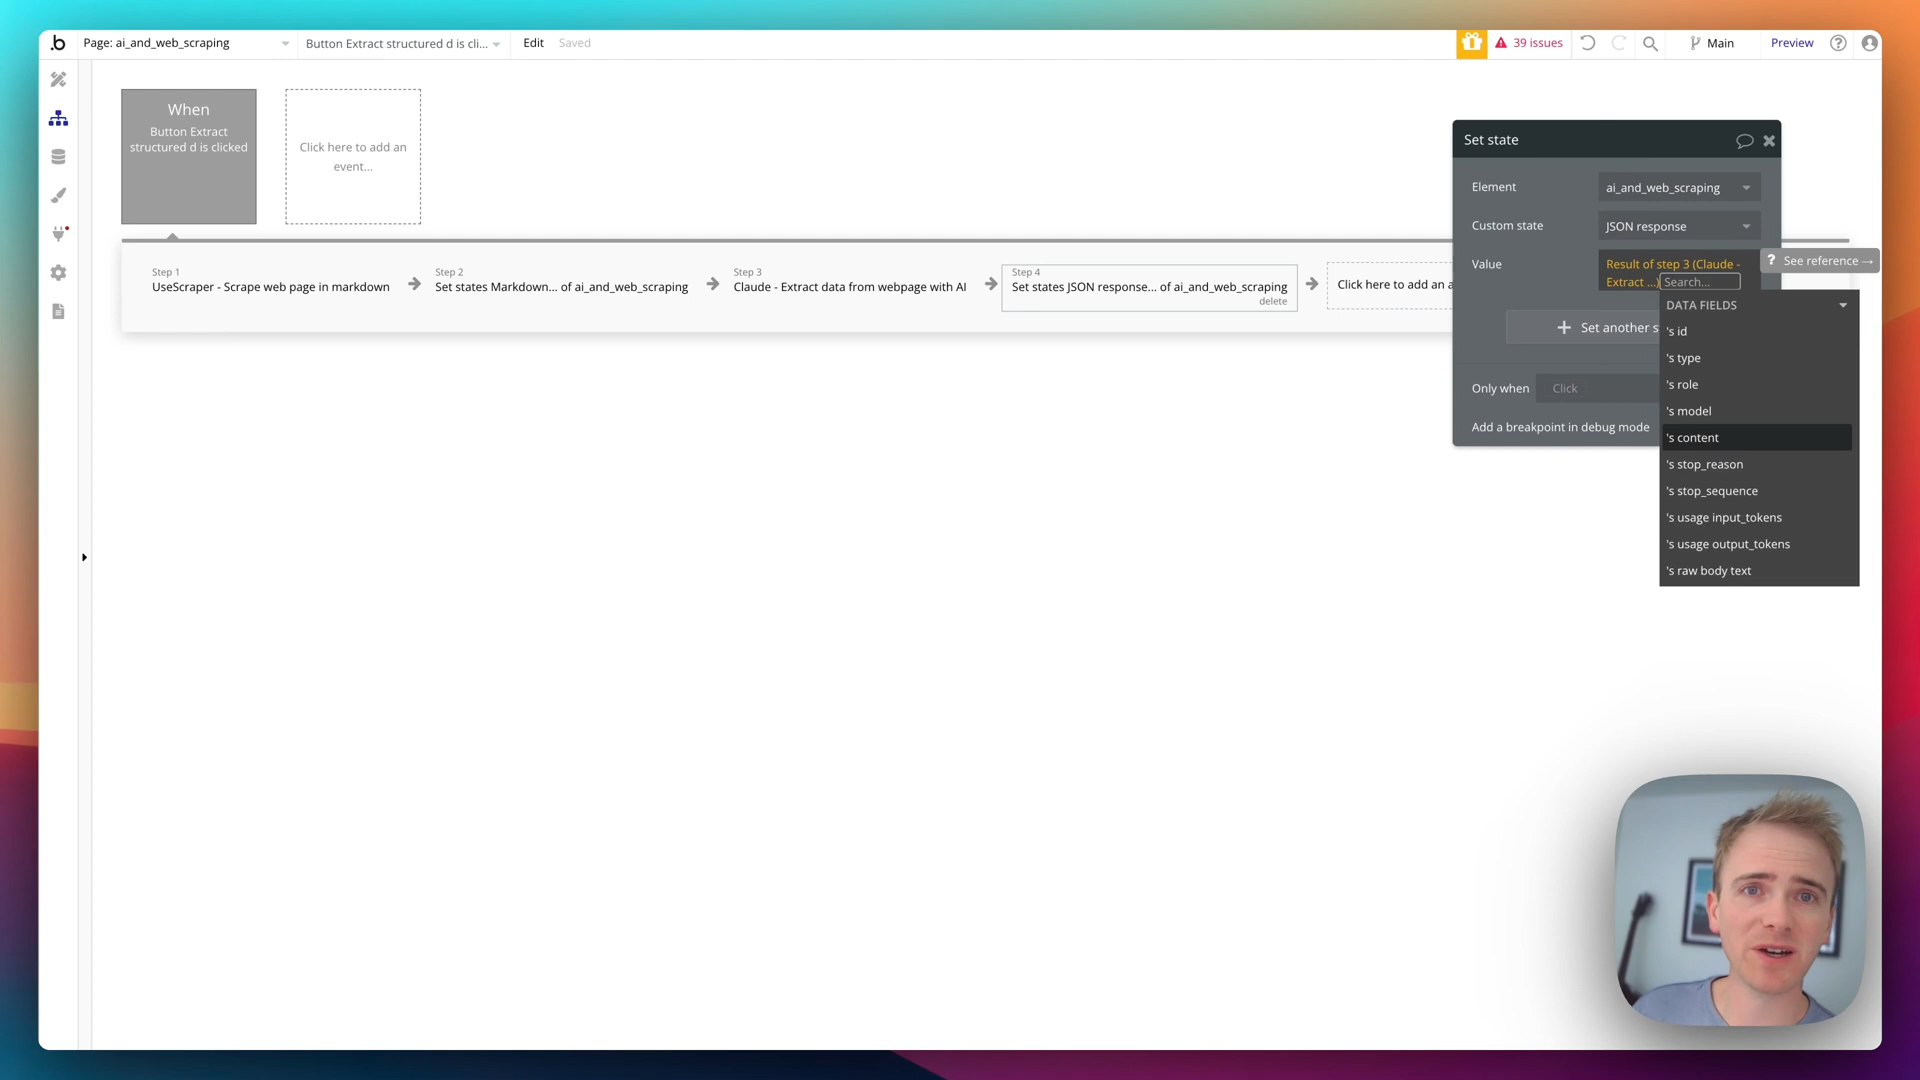 .b
Page: ai_and_web_scraping
Button Extract structured d is cli...
Edit
Saved
39 issues
Main
Preview
?
When
Button Extract
structured d is clicked
Click here to add an
event...
Step 1
UseScraper - Scrape web page in markdown
Step 2
Set states Markdown... of ai_and_web_scraping
Step 3
Claude - Extract data from webpage with AI
Step 4
Set states JSON response... of ai_and_web_scraping
delete
Click here to add an a
Set state
Element
ai_and_web_scraping
Custom state
JSON response
Value
Result of step 3 (Claude -
Extract ...)
Search...
? See reference →
+ Set another s
Only when
Click
Add a breakpoint in debug mode
DATA FIELDS
's id
's type
's role
's model
's content
's stop_reason
's stop_sequence
's usage input_tokens
's usage output_tokens
's raw body text